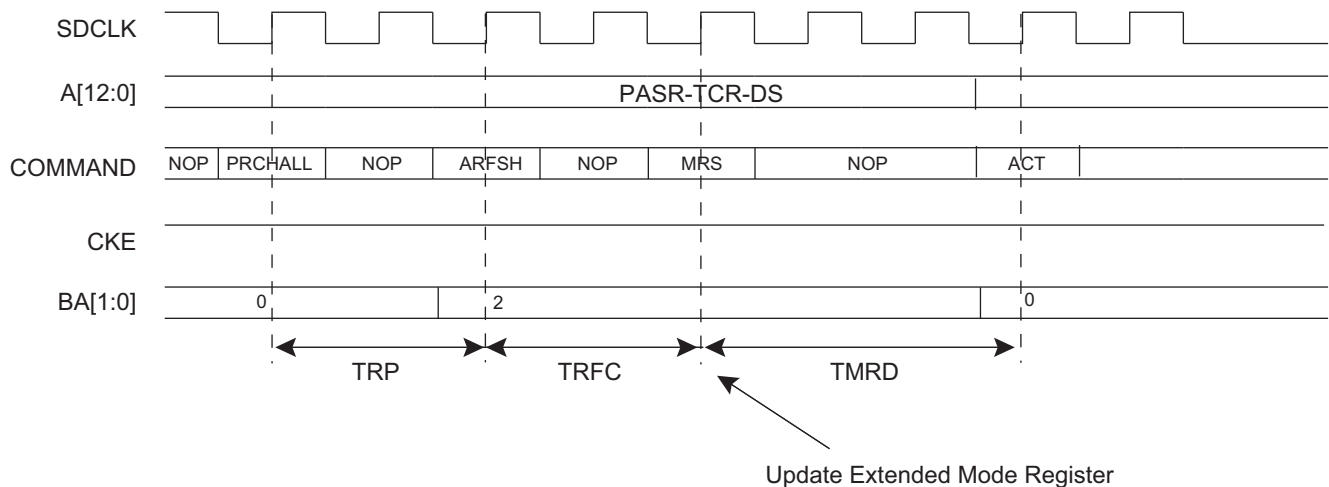 SDCLK
A[12:0] PASR-TCR-DS
COMMAND NOP PRCHALL NOP ARFSH NOP MRS NOP ACT
CKE
BA[1:0] 0 2 0
TRP TRFC TMRD
Update Extended Mode Register